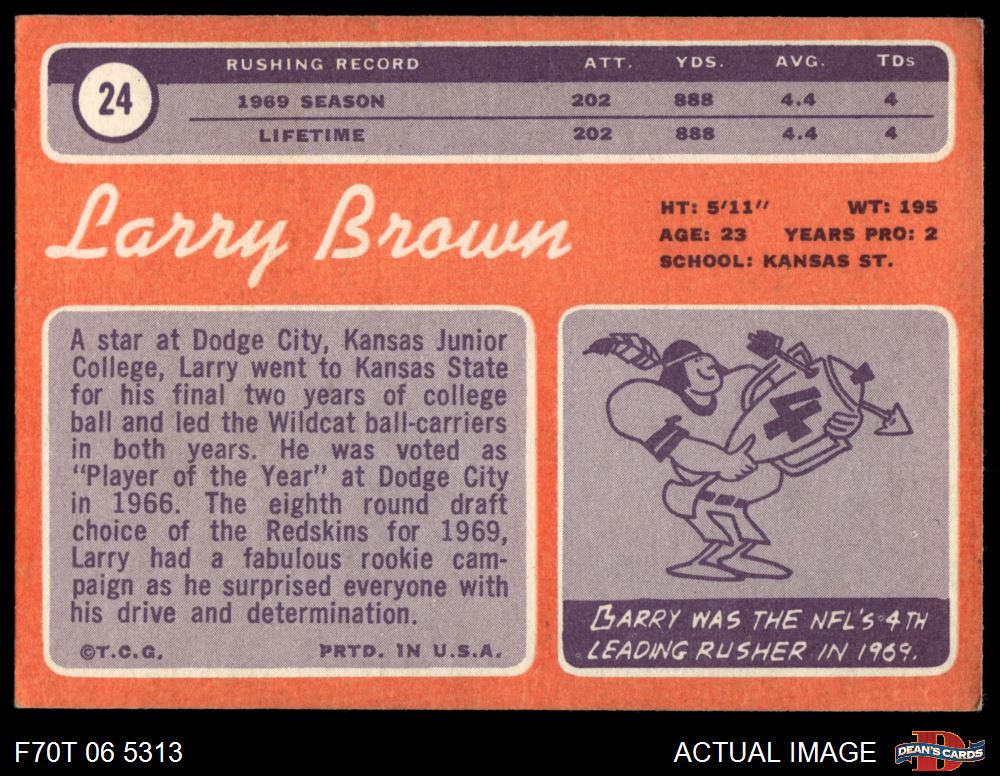 24
RUSHING RECORD ATT. YDS. AVG. TDs
1969 SEASON 202 888 4.4 4
LIFETIME 202 888 4.4 4
Larry Brown
HT: 5'11" WT: 195
AGE: 23 YEARS PRO: 2
SCHOOL: KANSAS ST.
A star at Dodge City, Kansas Junior
College, Larry went to Kansas State
for his final two years of college
ball and led the Wildcat ball-carriers
in both years. He was voted as
"Player of the Year" at Dodge City
in 1966. The eighth round draft
choice of the Redskins for 1969,
Larry had a fabulous rookie cam-
paign as he surprised everyone with
his drive and determination.
©T.C.G. PRTD. IN U.S.A.
4
LARRY WAS THE NFL'S 4TH
LEADING RUSHER IN 1969.
F70T 06 5313
ACTUAL IMAGE
DEAN'S CARDS